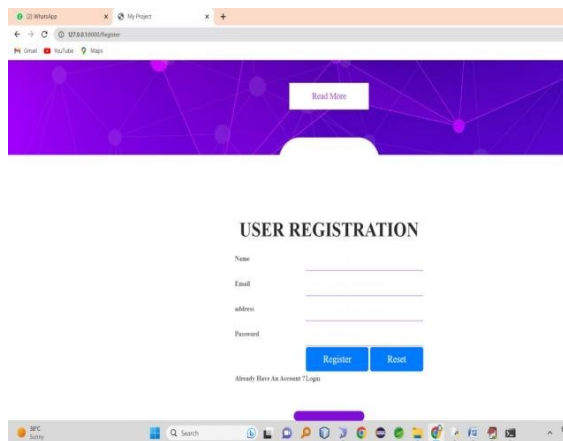 WhatsApp × My Project × +
127.0.0.1:8000/Register
Gmail YouTube Maps
Read More
USER REGISTRATION
Name
Email
address
Password
Register Reset
Already Have An Account ? Login
38°C
Sunny
Search